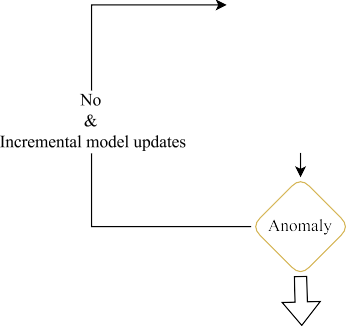 No
&
Incremental model updates
Anomaly